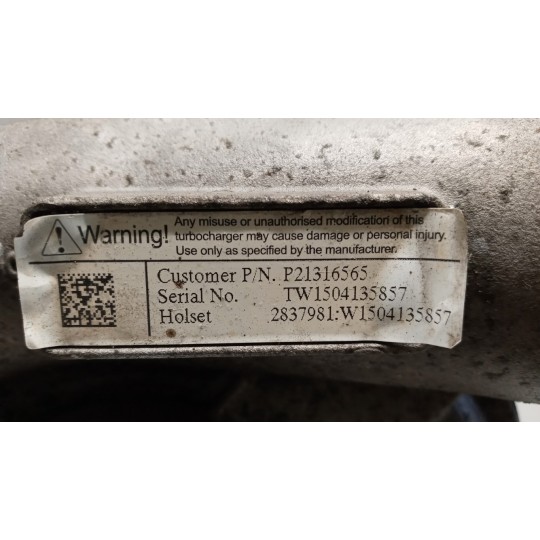 Warning!
Any misuse or unauthorised modification of this
turbocharger may cause damage or personal injury.
Use only as specified by the manufacturer.
Customer P/N. P21316565
Serial No. TW1504135857
Holset 2837981:W1504135857